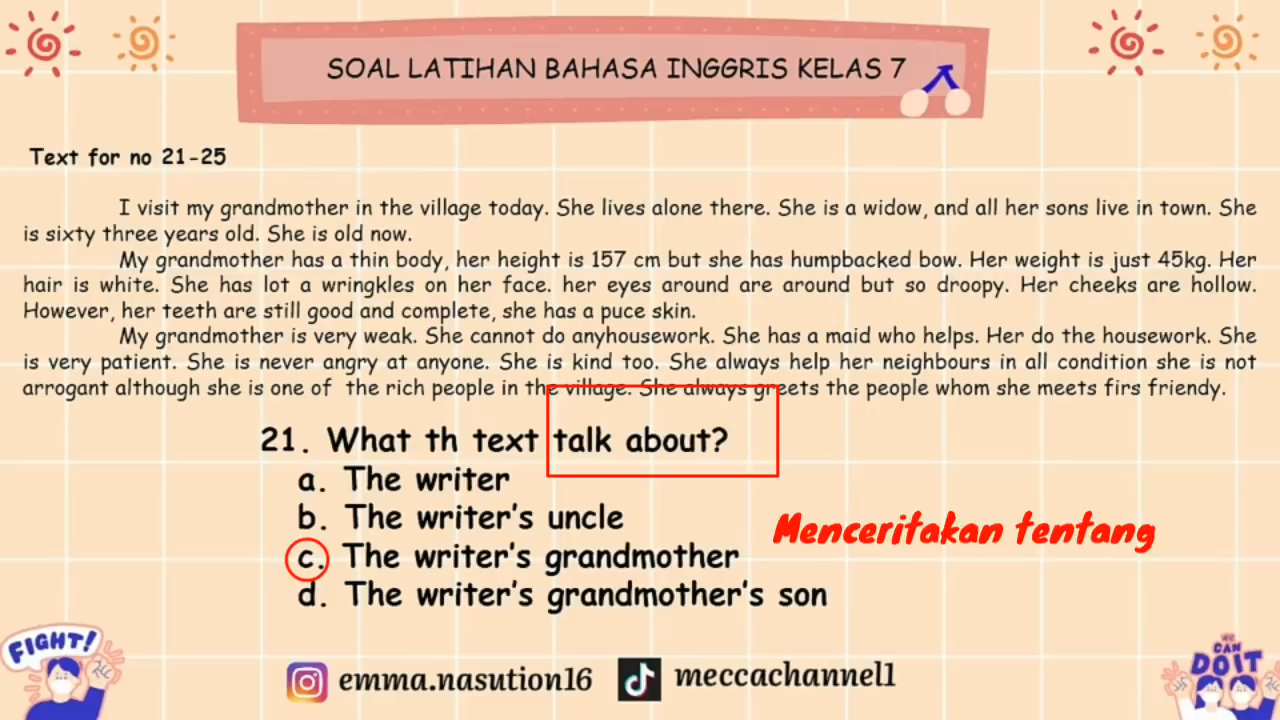 SOAL LATIHAN BAHASA INGGRIS KELAS 7
Text for no 21-25
I visit my grandmother in the village today. She lives alone there. She is a widow, and all her sons live in town. She
is sixty three years old. She is old now.
My grandmother has a thin body, her height is 157 cm but she has humpbacked bow. Her weight is just 45kg. Her
hair is white. She has lot a wringkles on her face. her eyes around are around but so droopy. Her cheeks are hollow.
However, her teeth are still good and complete, she has a puce skin.
My grandmother is very weak. She cannot do anyhousework. She has a maid who helps. Her do the housework. She
is very patient. She is never angry at anyone. She is kind too. She always help her neighbours in all condition she is not
arrogant although she is one of the rich people in the village. She always greets the people whom she meets firs friendy.
21. What th text talk about?
a. The writer
b. The writer's uncle
c. The writer's grandmother
d. The writer's grandmother's son
Menceritakan tentang
FIGHT!
emma.nasution16
meccachannel1
WE
CAN
DO IT